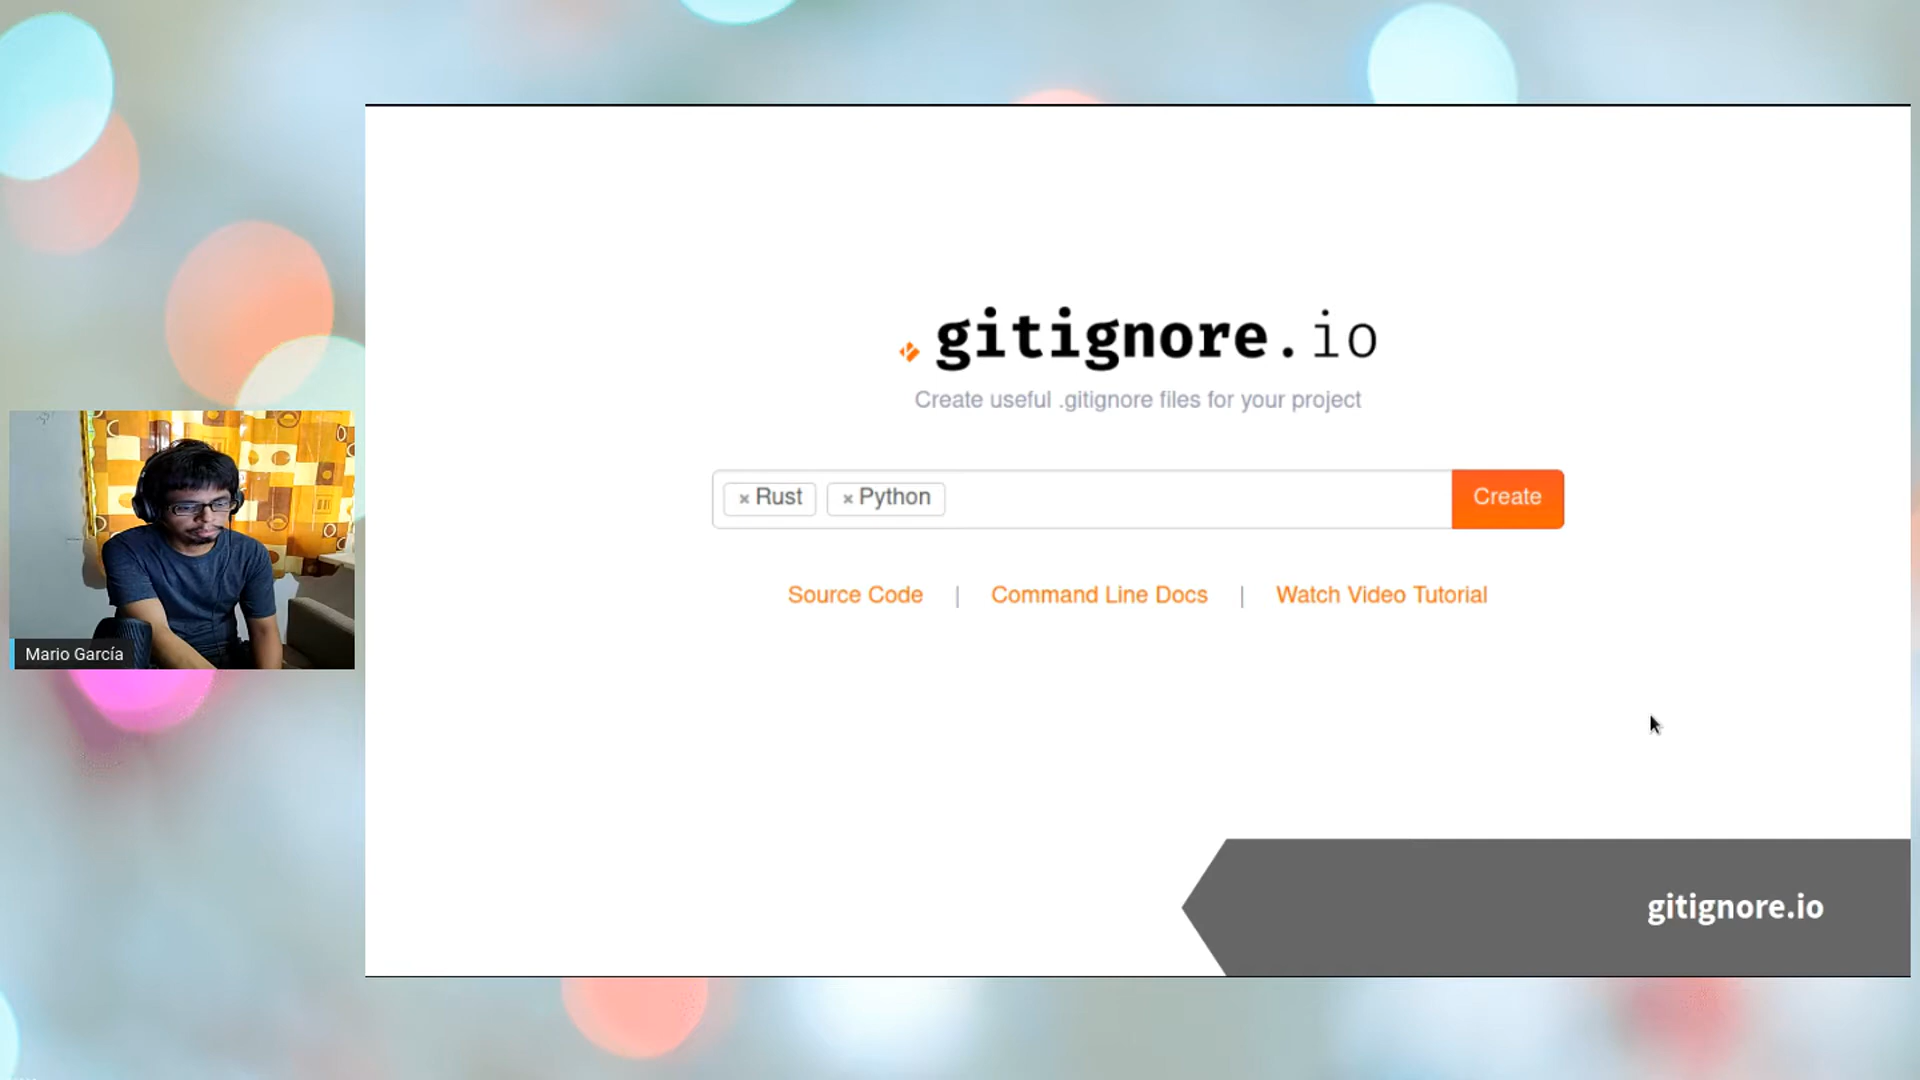 .gitignore.io
Create useful .gitignore files for your project
× Rust × Python Create
Source Code | Command Line Docs | Watch Video Tutorial
Mario García
gitignore.io